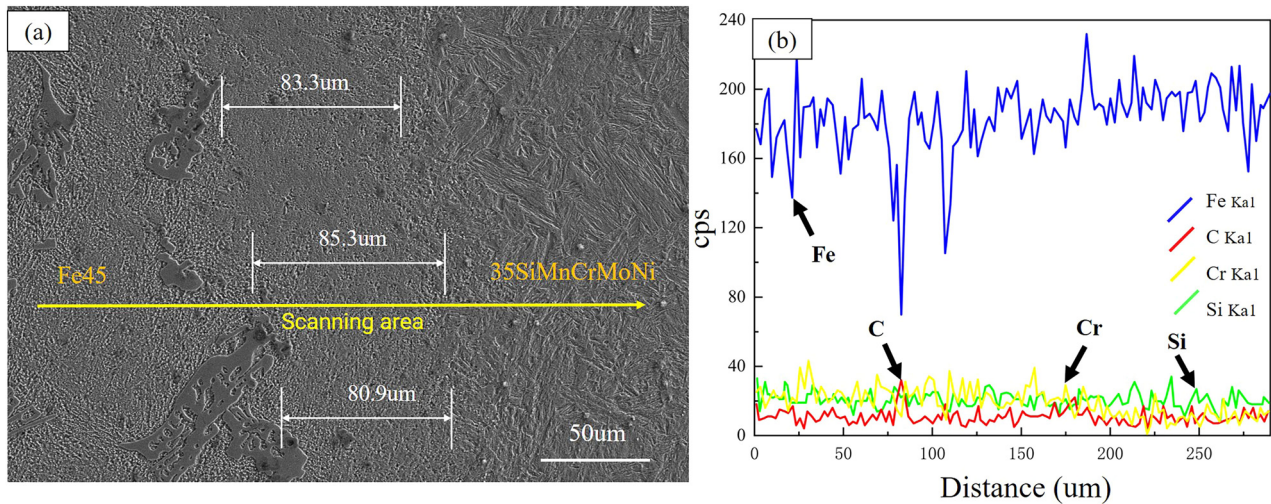 (a)
83.3um
85.3um
Fe45
35SiMnCrMoNi
Scanning area
80.9um
50um
(b)
240
200
160
120
80
40
0
cps
Fe
C
Cr
Si
Fe Ka1
C Ka1
Cr Ka1
Si Ka1
0
50
100
150
200
250
Distance (um)